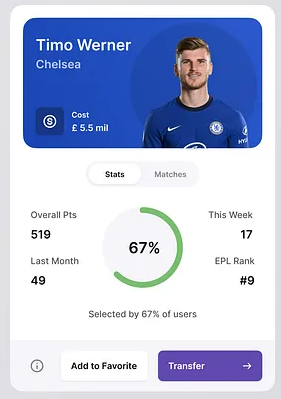 Timo Werner
Chelsea
Cost
£ 5.5 mil
Stats
Matches
Overall Pts
519
Last Month
49
67%
This Week
17
EPL Rank
#9
Selected by 67% of users
Add to Favorite
Transfer →